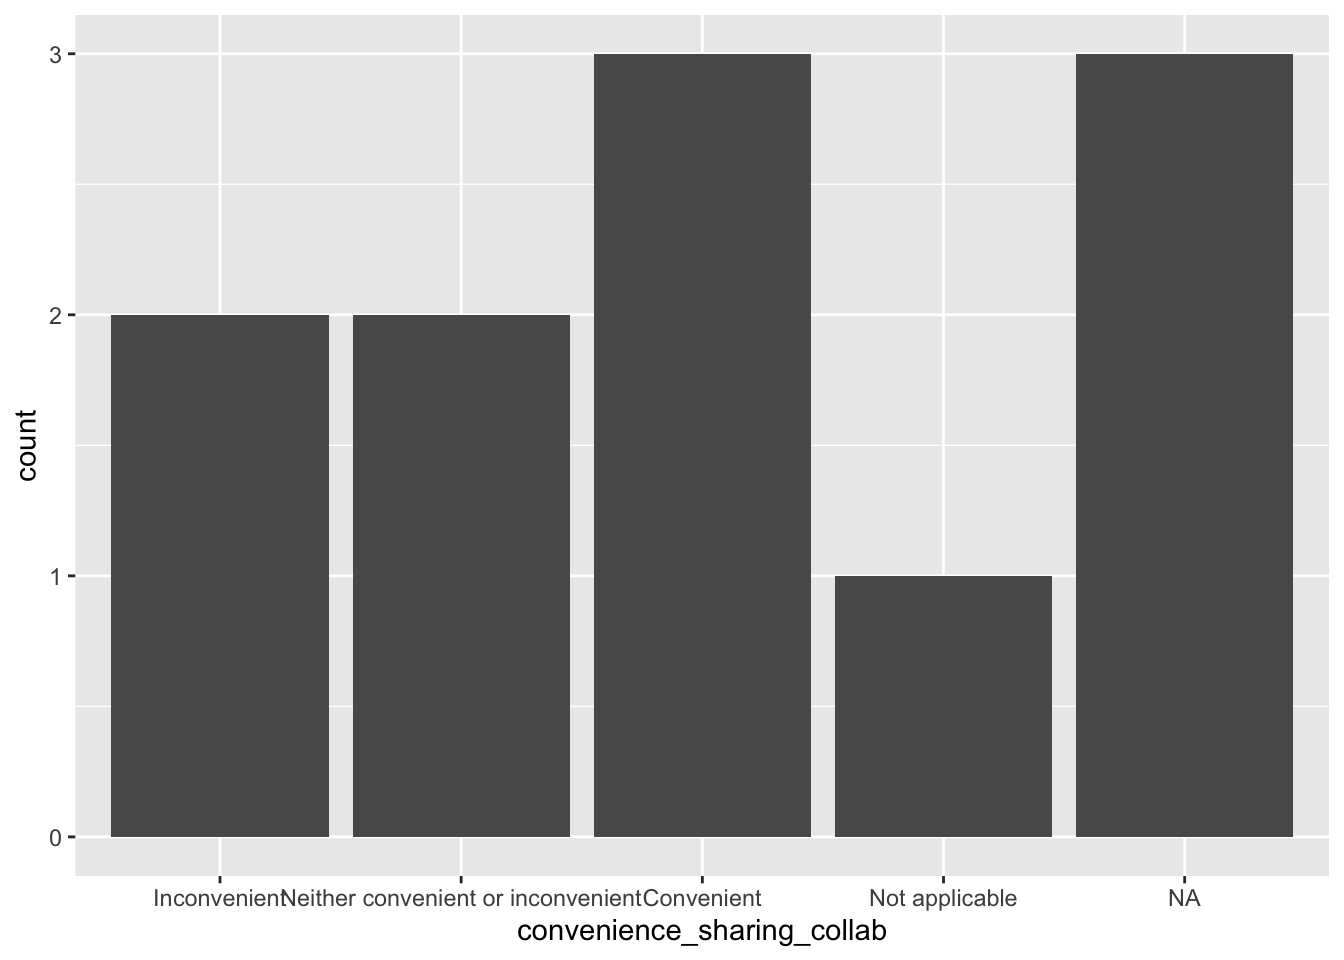 3
2
1
0
count
Inconvenient Neither convenient or inconvenient Convenient Not applicable NA
convenience_sharing_collab